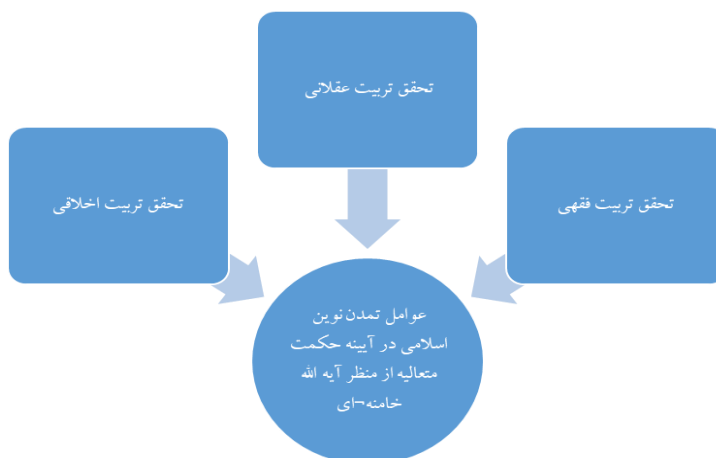 تحقق تربیت عقلانی
تحقق تربیت فقهی
تحقق تربیت اخلاقی
عوامل تمدن نوین
اسلامی در آیینه حکمت
متعالیه از منظر آیه الله
خامنه¬ای